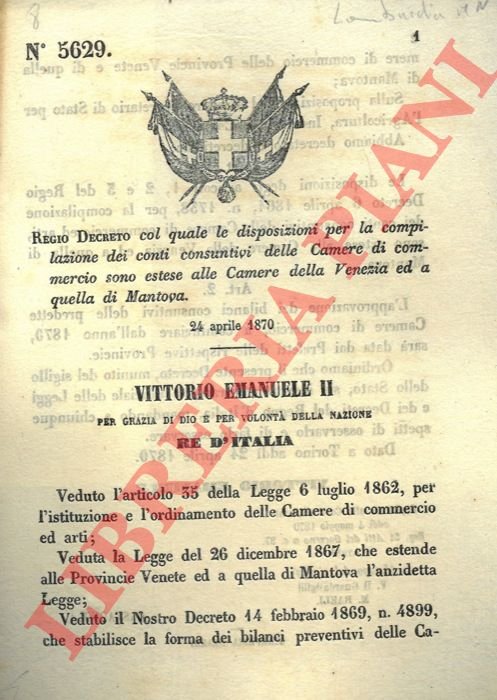 8
Lombardia
1
N° 5629.
REGIO DECRETO col quale le disposizioni per la compi-
lazione dei conti consuntivi delle Camere di com-
mercio sono estese alle Camere della Venezia ed a
quella di Mantova.
24 aprile 1870
VITTORIO EMANUELE II
PER GRAZIA DI DIO E PER VOLONTÀ DELLA NAZIONE
RE D'ITALIA
Veduto l'articolo 35 della Legge 6 luglio 1862, per
l'istituzione e l'ordinamento delle Camere di commercio
ed arti;
Veduta la Legge del 26 dicembre 1867, che estende
alle Provincie Venete ed a quella di Mantova l'anzidetta
Legge;
Veduto il Nostro Decreto 14 febbraio 1869, n. 4899,
che stabilisce la forma dei bilanci preventivi delle Ca-
LIBRERIA PIANI